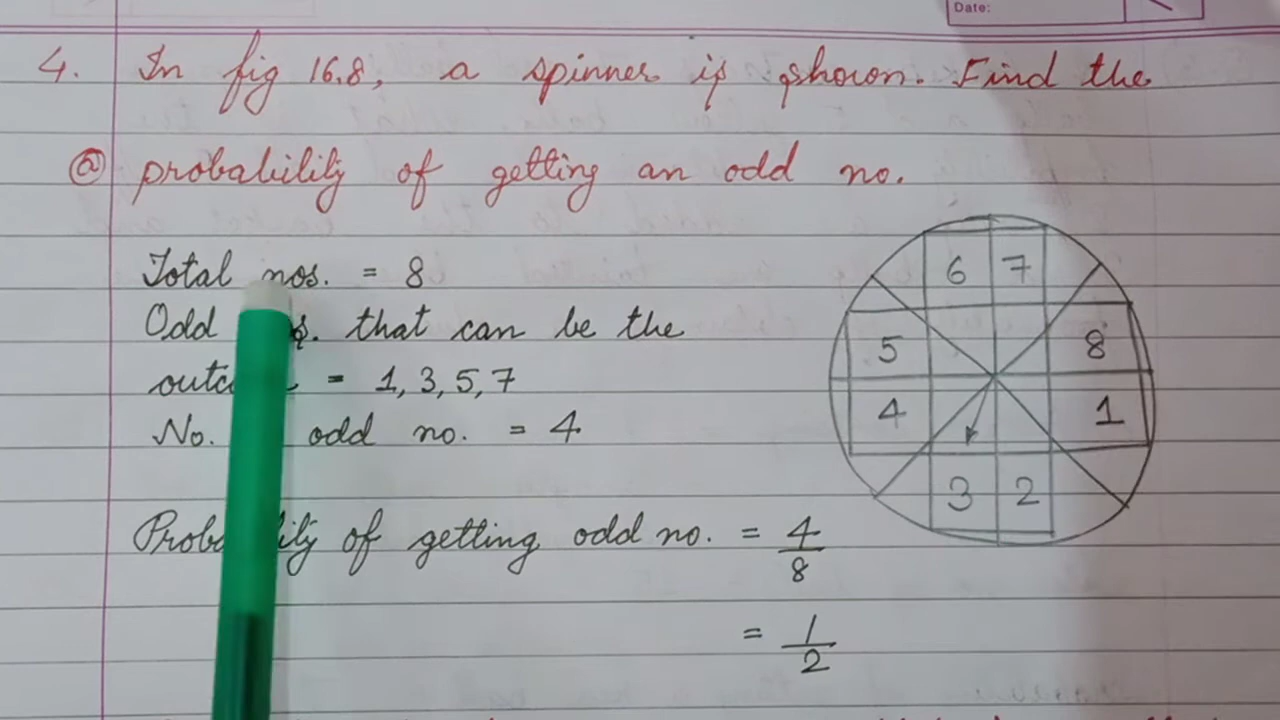 Date:
4. In fig 16.8, a spinner is shown. Find the
(a) probability of getting an odd no.
Total nos. = 8
Odd that can be the
= 1, 3, 5, 7
No. odd no. = 4
Probability of getting odd no. = 4/8
= 1/2
6 7
5 8
4 1
3 2